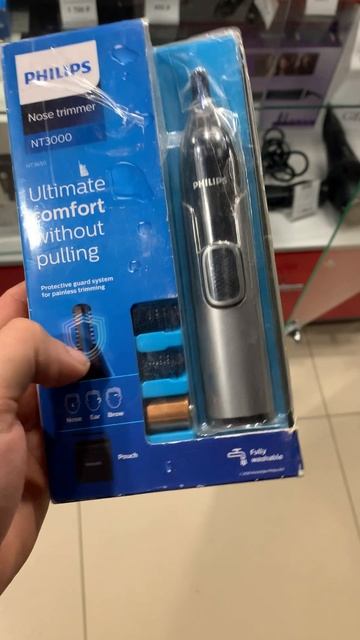 PHILIPS
Nose trimmer
NT3000
NT3650
Ultimate
comfort
without
pulling
Protective guard system
for painless trimming
Nose Ear Brow
Pouch
Fully
washable
PHILIPS